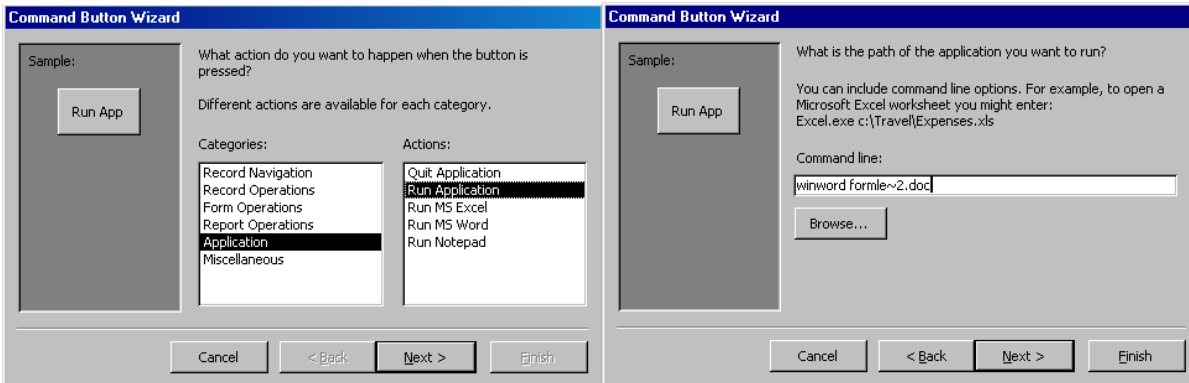 Command Button Wizard
Sample:
Run App
What action do you want to happen when the button is
pressed?
Different actions are available for each category.
Categories:
Record Navigation
Record Operations
Form Operations
Report Operations
Application
Miscellaneous
Actions:
Quit Application
Run Application
Run MS Excel
Run MS Word
Run Notepad
Cancel
< Back
Next >
Finish
Command Button Wizard
Sample:
Run App
What is the path of the application you want to run?
You can include command line options. For example, to open a
Microsoft Excel worksheet you might enter:
Excel.exe c:\Travel\Expenses.xls
Command line:
winword formle~2.doc
Browse...
Cancel
< Back
Next >
Finish